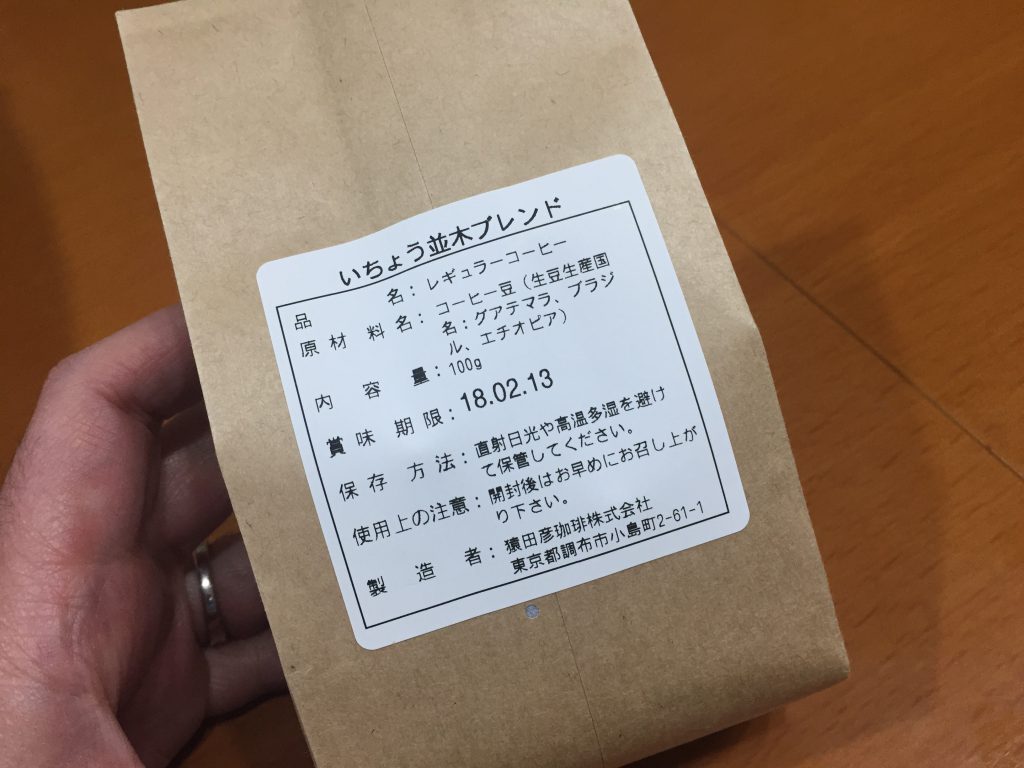 いちょう並木ブレンド
品名：レギュラーコーヒー
原材料名：コーヒー豆（生豆生産国
名：グアテマラ、ブラジ
ル、エチオピア）
内容量：100g
賞味期限：18.02.13
保存方法：直射日光や高温多湿を避け
て保管してください。
使用上の注意：開封後はお早めにお召し上が
り下さい。
製造者：猿田彦珈琲株式会社
東京都調布市小島町2-61-1